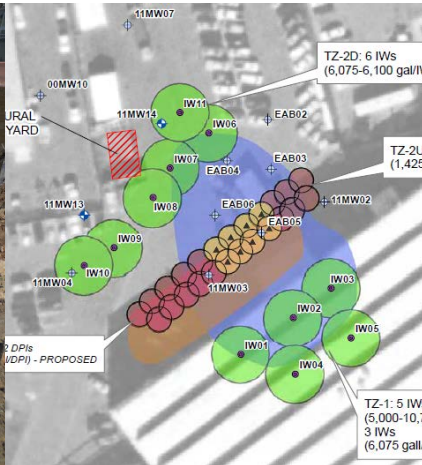 11MW07
TZ-2D: 6 IWs
(6,075-6,100 gal/IW
00MW10
11MW14
IW11
IW06
EAB02
URAL
YARD
TZ-2U
(1,425
IW07
EAB04
EAB03
IW08
11MW13
EAB06
11MW02
EAB05
IW09
IW10
11MW04
11MW03
IW03
2 DPIs
l/DPI) - PROPOSED
IW02
IW01
IW05
IW04
TZ-1: 5 IW
(5,000-10,7
3 IWs
(6,075 gall/